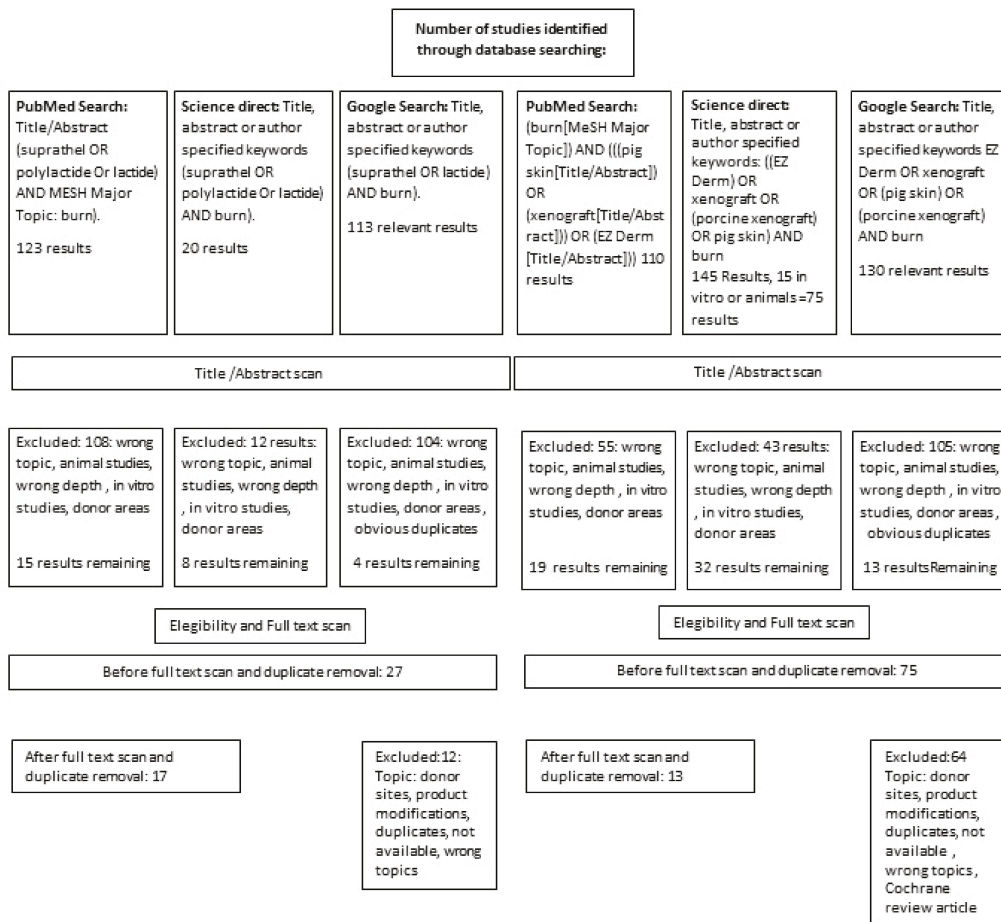 Number of studies identified
through database searching:
PubMed Search:
Title/Abstract
(suprathel OR
polylactide Or lactide)
AND MESH Major
Topic: burn).
123 results
Science direct: Title,
abstract or author
specified keywords
(suprathel OR
polylactide OR lactide)
AND burn).
20 results
Google Search: Title,
abstract or author
specified keywords
(suprathel OR lactide)
AND burn).
113 relevant results
PubMed Search:
(burn[MeSH Major
Topic]) AND (((pig
skin[Title/Abstract])
OR
(xenograft[Title/Abst
ract])) OR (EZ Derm
[Title/Abstract])) 110
results
Science direct:
Title, abstract or
author specified
keywords: ((EZ
Derm) OR
xenograft OR
(porcine xenograft)
OR pig skin) AND
burn
145 Results, 15 in
vitro or animals =75
results
Google Search: Title,
abstract or author
specified keywords EZ
Derm OR xenograft
OR (pig skin) OR
(porcine xenograft)
AND burn
130 relevant results
Title /Abstract scan
Title /Abstract scan
Excluded: 108: wrong
topic, animal studies,
wrong depth , in vitro
studies, donor areas
15 results remaining
Excluded: 12 results:
wrong topic, animal
studies, wrong depth
, in vitro studies,
donor areas
8 results remaining
Excluded: 104: wrong
topic, animal studies,
wrong depth , in vitro
studies, donor areas ,
obvious duplicates
4 results remaining
Excluded: 55: wrong
topic, animal studies,
wrong depth , in vitro
studies, donor areas
19 results remaining
Excluded: 43 results:
wrong topic, animal
studies, wrong depth
, in vitro studies,
donor areas
32 results remaining
Excluded: 105: wrong
topic, animal studies,
wrong depth , in vitro
studies, donor areas ,
obvious duplicates
13 resultsRemaining
Elegibility and Full text scan
Elegibility and Full text scan
Before full text scan and duplicate removal: 27
Before full text scan and duplicate removal: 75
After full text scan and
duplicate removal: 17
Excluded:12:
Topic: donor
sites, product
modifications,
duplicates, not
available, wrong
topics
After full text scan and
duplicate removal: 13
Excluded:64
Topic: donor
sites, product
modifications,
duplicates, not
available ,
wrong topics ,
Cochrane
review article